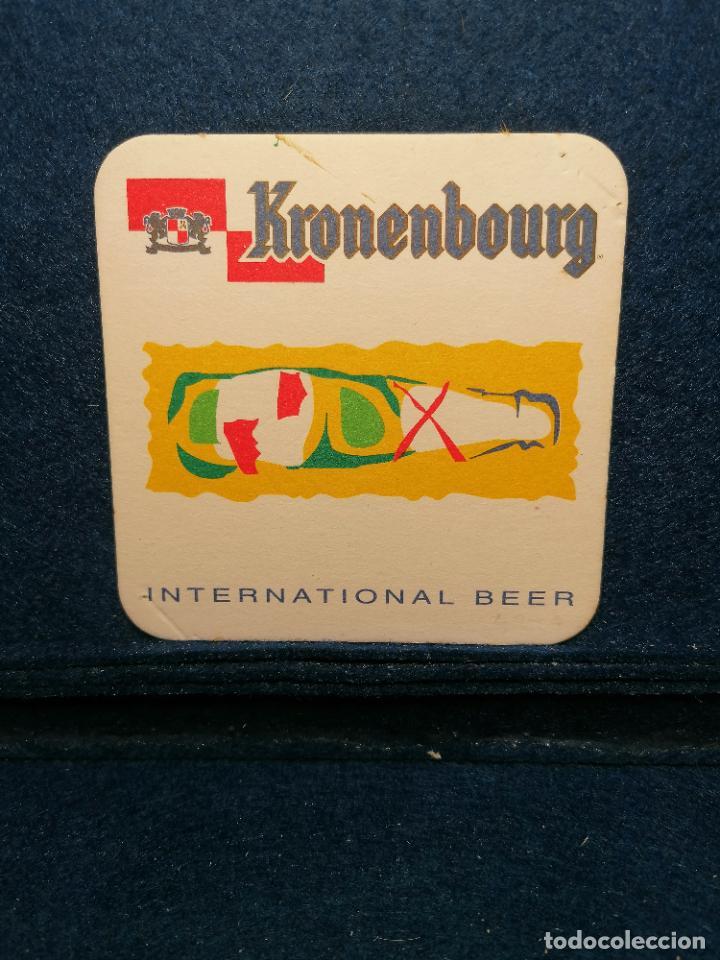 Kronenbourg
INTERNATIONAL BEER
todocoleccion